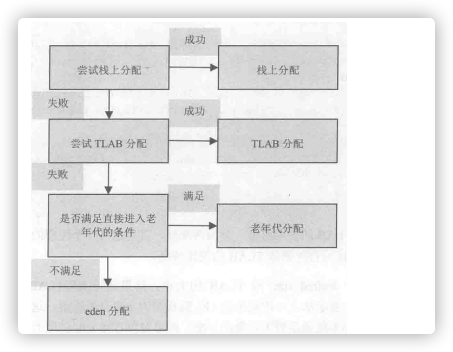 成功
尝试栈上分配
栈上分配
失败
成功
尝试 TLAB 分配
TLAB 分配
失败
满足
是否满足直接进入老
年代的条件
老年代分配
不满足
eden 分配